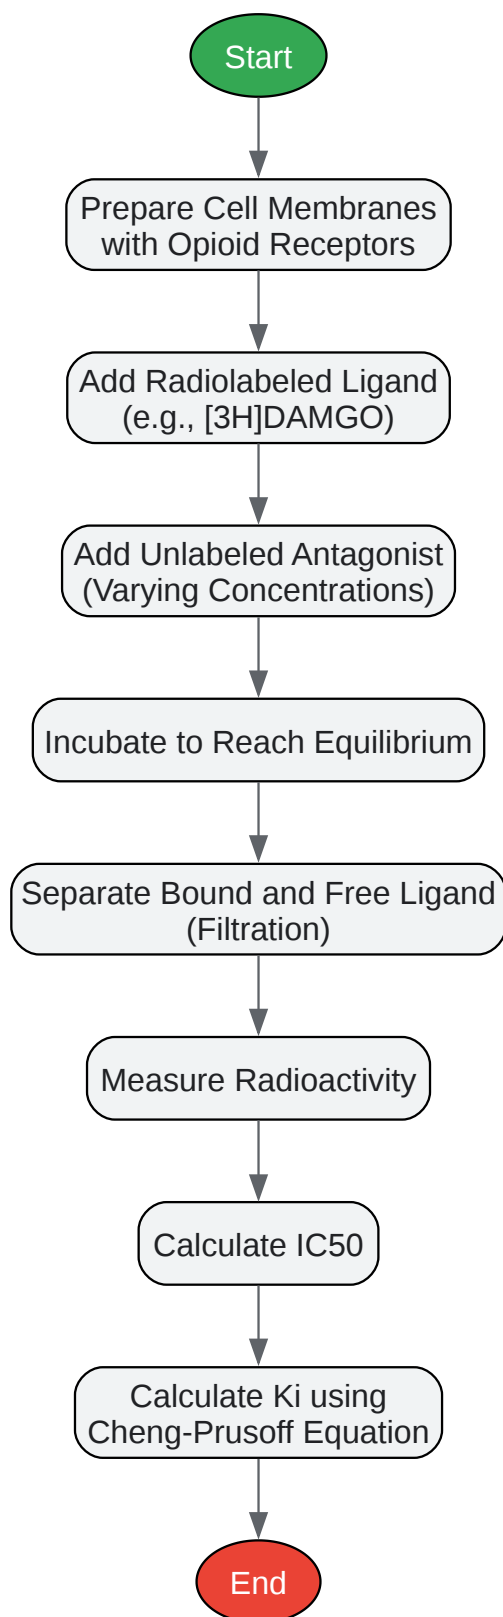 Start
Prepare Cell Membranes
with Opioid Receptors
Add Radiolabeled Ligand
(e.g., [3H]DAMGO)
Add Unlabeled Antagonist
(Varying Concentrations)
Incubate to Reach Equilibrium
Separate Bound and Free Ligand
(Filtration)
Measure Radioactivity
Calculate IC50
Calculate Ki using
Cheng-Prusoff Equation
End